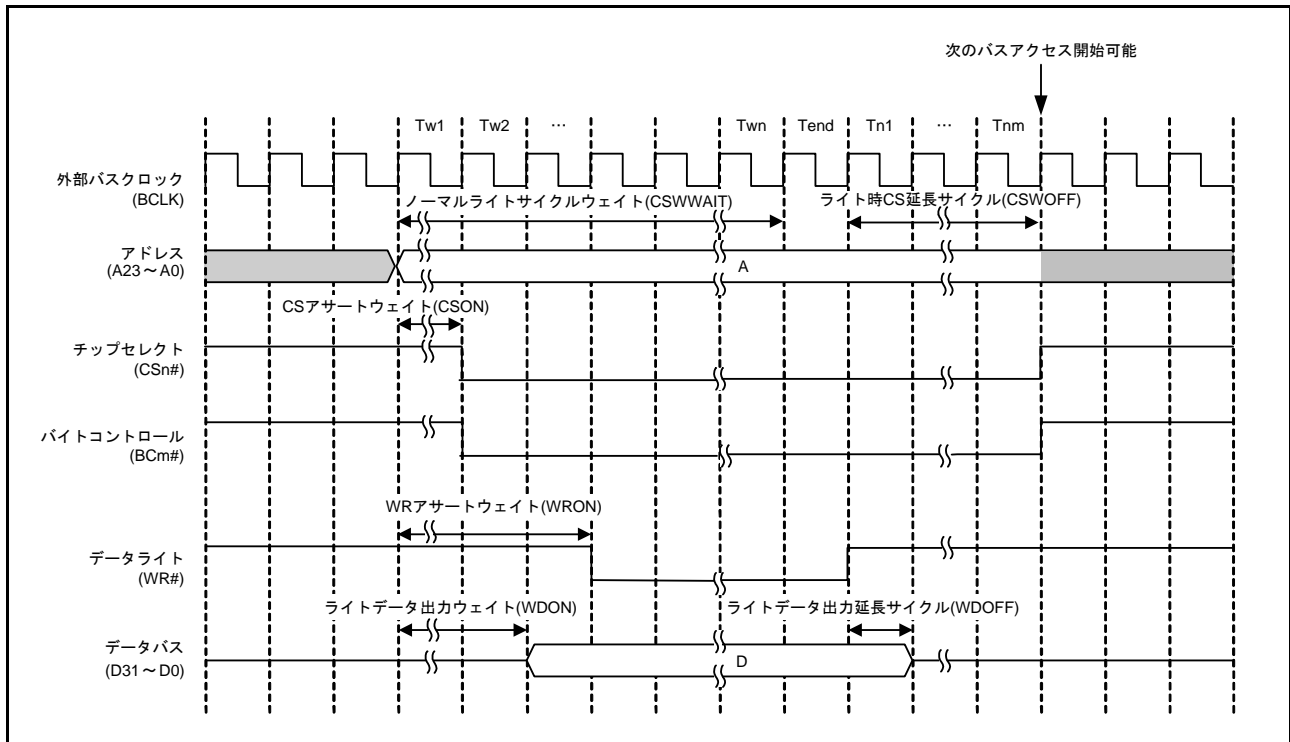 次のバスアクセス開始可能
Tw1 Tw2 … Twn Tend Tn1 … Tnm
外部バスクロック
(BCLK)
ノーマルライトサイクルウェイト(CSWWAIT)
ライト時CS延長サイクル(CSWOFF)
アドレス
(A23～A0)
A
CSアサートウェイト(CSON)
チップセレクト
(CSn#)
バイトコントロール
(BCm#)
WRアサートウェイト(WRON)
データライト
(WR#)
ライトデータ出力ウェイト(WDON)
ライトデータ出力延長サイクル(WDOFF)
データバス
(D31～D0)
D